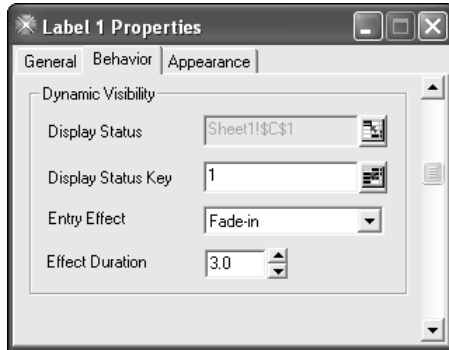 Label 1 Properties
General Behavior Appearance
Dynamic Visibility
Display Status Sheet1!$C$1
Display Status Key 1
Entry Effect Fade-in
Effect Duration 3.0